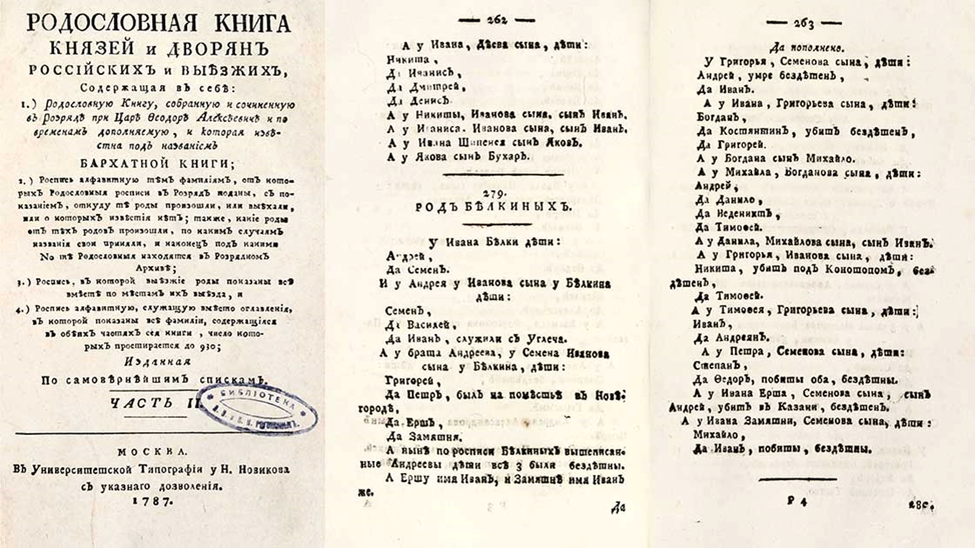 РОДОСЛОВНАЯ КНИГА
КНЯЗЕЙ и ДВОРЯНЪ
РОССІЙСКИХЪ и ВЫѢЗЖИХЪ,
Содержащая въ себѣ:
1.) Родословную Книгу, собранную и сочиненную
въ Розрядѣ при Царѣ Ѳеодорѣ Алексѣевичѣ и по
временамъ дополняемую, и которая извѣ-
стна подъ названіемъ
БАРХАТНОЙ КНИГИ;
2.) Роспись алфавитную тѣмъ фамиліямъ, отъ кото-
рыхъ Родословныя росписи въ Розрядъ поданы, съ по-
казаніемъ, откуду тѣ роды произошли, или выѣхали,
или о которыхъ извѣстія нѣтъ; также, какіе роды
отъ тѣхъ родовъ произошли, по какимъ случаямъ
названія свои приняли, и наконецъ подъ какими
No тѣ Родословныя находятся въ Розрядномъ
Архивѣ;
3.) Роспись, въ которой выѣзжіе роды показаны всѣ
вмѣстѣ по мѣстамъ ихъ выѣзда, и
4.) Роспись алфавитную, служащую вмѣсто оглавленія,
въ которой показаны всѣ фамиліи, содержащіяся
въ обѣихъ частяхъ сея книги, число кото-
рыхъ простирается до 930;
Изданная
По самовѣрнѣйшимъ спискамъ.
ЧАСТЬ II
БИБЛІОТЕКА
МОСКВА.
Въ Университетской Типографіи у Н. Новикова
съ указнаго дозволенія.
1787.
— 262 —
А у Ивана, Дѣева сына, дѣти:
Никита,
Да Ивanисъ,
Да Дмитрей,
Да Денисъ.
А у Никиты, Иванова сына, сынъ Иванъ.
А у Иваниса, Иванова сына, сынъ Иванъ.
А у Ивана Шипенся сынъ Яковъ.
А у Якова сынъ Бухаръ.
279.
РОДЪ БѢЛКИНЫХЪ.
У Ивана Бѣлки дѣти:
Андрей,
Да Семенъ.
И у Андрея у Иванова сына у Бѣлкина
дѣти:
Семенъ,
Да Василей,
Да Иванъ, служили съ Углеча.
А у брата Андреева, у Семена Иванова
сына у Бѣлкина, дѣти:
Григорей,
Да Петръ, былъ на помѣстьѣ въ Новѣ-
городѣ,
Да Ершъ,
Да Замяшня.
А нынѣ по росписи Бѣлкиныхъ вышеписан-
ные Андреевы дѣти всѣ 3 были бездѣтны.
А Ершу имя Иванъ, и Замяшнѣ имя Иванъ
же.
Да
— 263 —
Да пополнено.
У Григорья, Семенова сына, дѣти:
Андрей, умре бездѣтенъ,
Да Иванъ.
А у Ивана, Григорьева сына, дѣти:
Богданъ,
Да Костянтинъ, убитъ бездѣтенъ,
Да Григорей.
А у Богдана сынъ Михайло.
А у Михайла, Богданова сына, дѣти:
Андрей,
Да Данило,
Да Неденихтъ,
Да Тимофей.
А у Данила, Михайлова сына, сынъ Иванъ.
А у Григорья, Иванова сына, дѣти:
Никита, убитъ подъ Конотопомъ, без-
дѣтенъ,
Да Тимофей.
А у Тимофея, Григорьева сына, дѣти:
Иванъ,
Да Андреянъ.
А у Петра, Семенова сына, дѣти:
Степанъ,
Да Ѳедоръ, побиты оба, бездѣтны.
А у Ивана Ерша, Семенова сына, сынъ
Андрей, убитъ въ Казани, бездѣтенъ.
А у Ивана Замяшни, Семенова сына, дѣти:
Михайло,
Да Иванъ, побиты, бездѣтны.
Р 4
280.